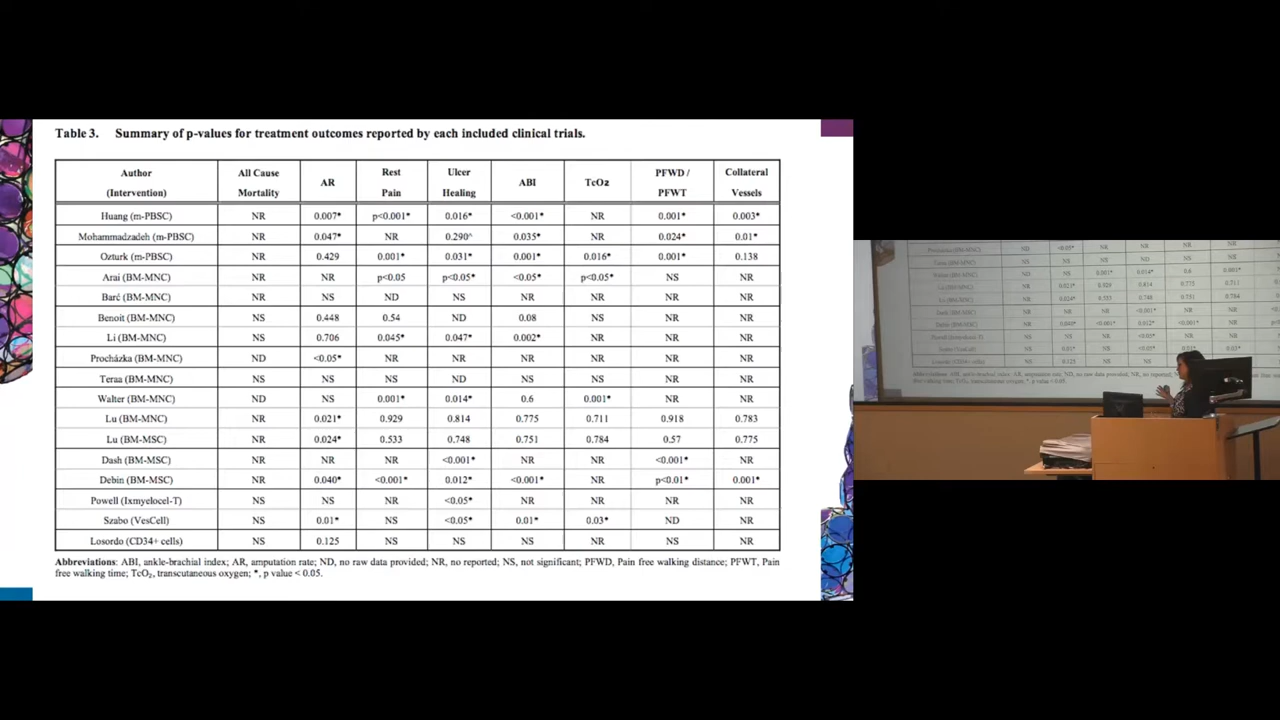 Table 3. Summary of p-values for treatment outcomes reported by each included clinical trials.
Author (Intervention) All Cause Mortality AR Rest Pain Ulcer Healing ABI TcO2 PFWD / PFWT Collateral Vessels
Huang (m-PBSC) NR 0.007* p<0.001* 0.016* <0.001* NR 0.001* 0.003*
Mohammadzadeh (m-PBSC) NR 0.047* NR 0.290^ 0.035* NR 0.024* 0.01*
Ozturk (m-PBSC) NR 0.429 0.001* 0.031* 0.001* 0.016* 0.001* 0.138
Arai (BM-MNC) NR NR p<0.05 p<0.05* <0.05* p<0.05* NS NR
Barć (BM-MNC) NR NS ND NS NR NR NR NR
Benoit (BM-MNC) NS 0.448 0.54 ND 0.08 NR NR NR
Li (BM-MNC) NS 0.706 0.045* 0.047* 0.002* NR NR NR
Procházka (BM-MNC) ND <0.05* NR NR NR NR NR NR
Teraa (BM-MNC) NS NS NS ND NS NS NS NR
Walter (BM-MNC) ND NS 0.001* 0.014* 0.6 0.001* NR NR
Lu (BM-MNC) NR 0.021* 0.929 0.814 0.775 0.711 0.918 0.783
Lu (BM-MSC) NR 0.024* 0.533 0.748 0.751 0.784 0.57 0.775
Dash (BM-MSC) NR NR NR <0.001* NR NR <0.001* NR
Debin (BM-MSC) NR 0.040* <0.001* 0.012* <0.001* NR p<0.01* 0.001*
Powell (Ixmyelocel-T) NS NS NR <0.05* NR NR NR NR
Szabo (VesCell) NS 0.01* NS <0.05* 0.01* 0.03* ND NR
Losordo (CD34+ cells) NS 0.125 NS NS NS NR NS NR
Abbreviations: ABI, ankle-brachial index; AR, amputation rate; ND, no raw data provided; NR, no reported; NS, not significant; PFWD, Pain free walking distance; PFWT, Pain
free walking time; TcO2, transcutaneous oxygen; *, p value < 0.05.